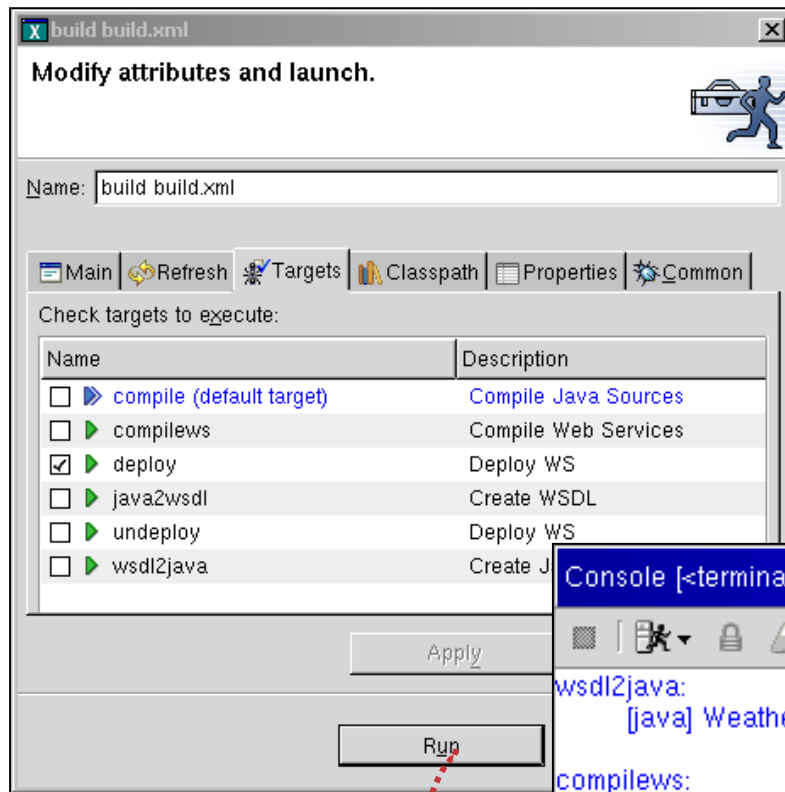 build build.xml
Modify attributes and launch.
Name: build build.xml
Main Refresh Targets Classpath Properties Common
Check targets to execute:
Name Description
compile (default target) Compile Java Sources
compilews Compile Web Services
deploy Deploy WS
java2wsdl Create WSDL
undeploy Deploy WS
wsdl2java Create
Apply
Run
Console [<termina
wsdl2java:
[java] Weathe
compilews: